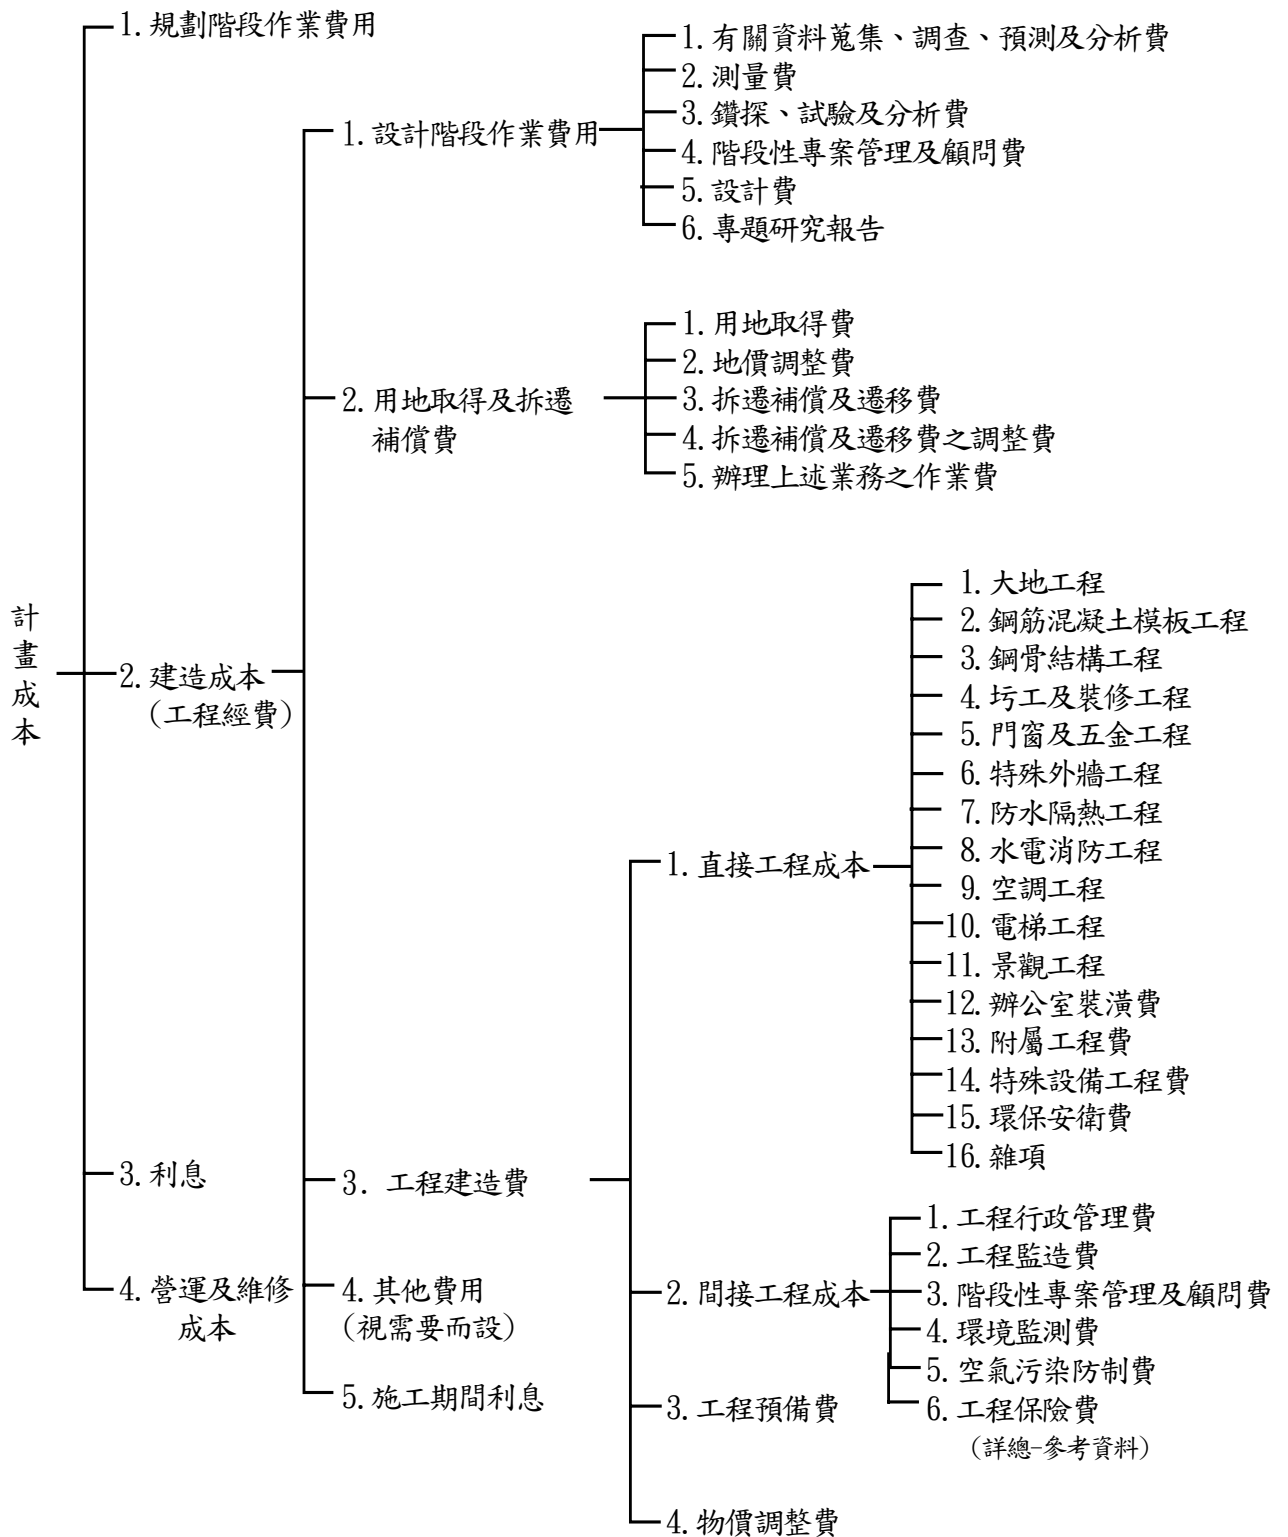 計畫成本
1. 規劃階段作業費用
2. 建造成本
（工程經費）
1. 設計階段作業費用
1. 有關資料蒐集、調查、預測及分析費
2. 測量費
3. 鑽探、試驗及分析費
4. 階段性專案管理及顧問費
5. 設計費
6. 專題研究報告
2. 用地取得及拆遷
補償費
1. 用地取得費
2. 地價調整費
3. 拆遷補償及遷移費
4. 拆遷補償及遷移費之調整費
5. 辦理上述業務之作業費
3. 工程建造費
1. 直接工程成本
1. 大地工程
2. 鋼筋混凝土模板工程
3. 鋼骨結構工程
4. 圬工及裝修工程
5. 門窗及五金工程
6. 特殊外牆工程
7. 防水隔熱工程
8. 水電消防工程
9. 空調工程
10. 電梯工程
11. 景觀工程
12. 辦公室裝潢費
13. 附屬工程費
14. 特殊設備工程費
15. 環保安衛費
16. 雜項
2. 間接工程成本
1. 工程行政管理費
2. 工程監造費
3. 階段性專案管理及顧問費
4. 環境監測費
5. 空氣污染防制費
6. 工程保險費
（詳總-參考資料）
3. 工程預備費
4. 物價調整費
4. 其他費用
（視需要而設）
5. 施工期間利息
3. 利息
4. 營運及維修
成本